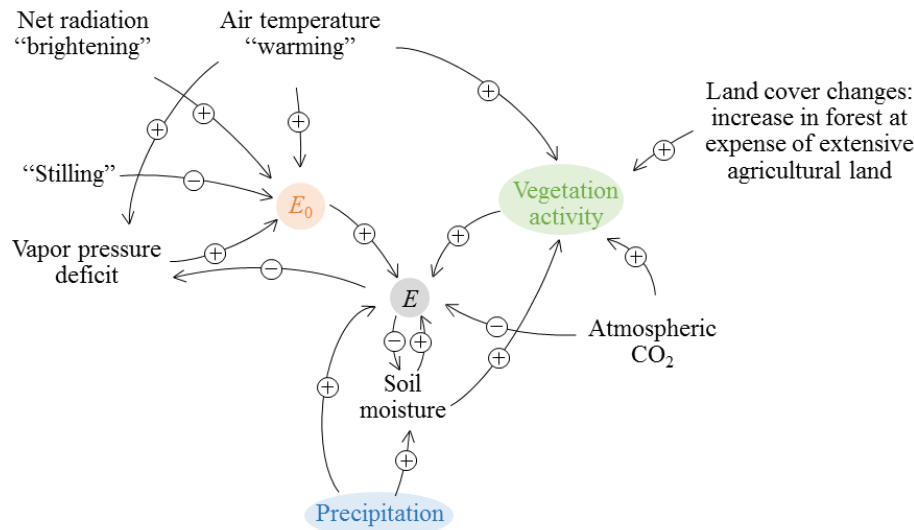 Net radiation
“brightening”
Air temperature
“warming”
+
+
+
+
Land cover changes:
increase in forest at
expense of extensive
agricultural land
+
“Stilling”
−
E₀
Vegetation
activity
Vapor pressure
deficit
+
+
+
+
−
E
−
Atmospheric
CO₂
−
+
+
Soil
moisture
+
+
Precipitation